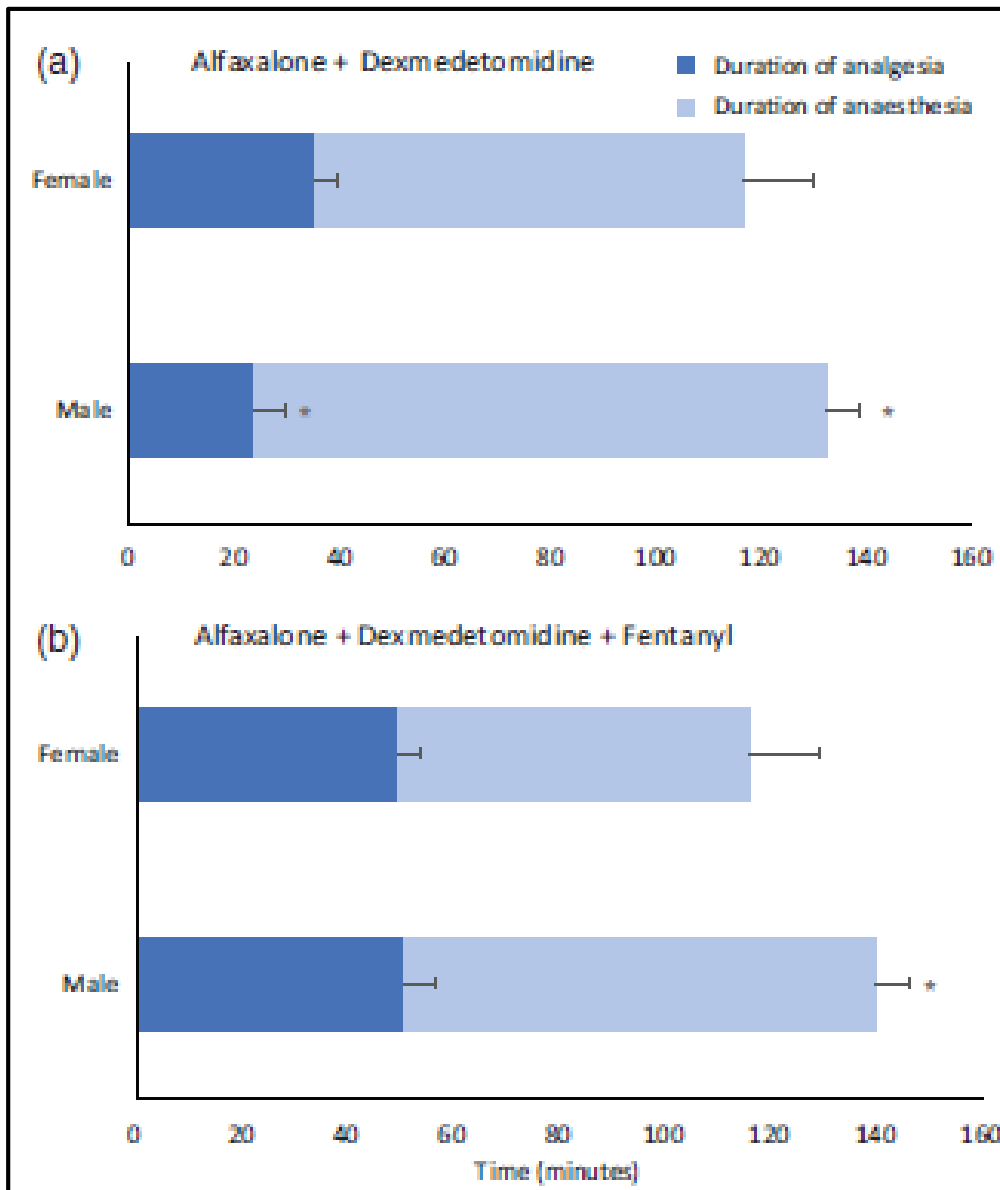 (a) Alfaxalone + Dexmedetomidine
Duration of analgesia
Duration of anaesthesia
Female
*
*
Male
0 20 40 60 80 100 120 140 160
(b) Alfaxalone + Dexmedetomidine + Fentanyl
Female
Male
*
0 20 40 60 80 100 120 140 160
Time (minutes)